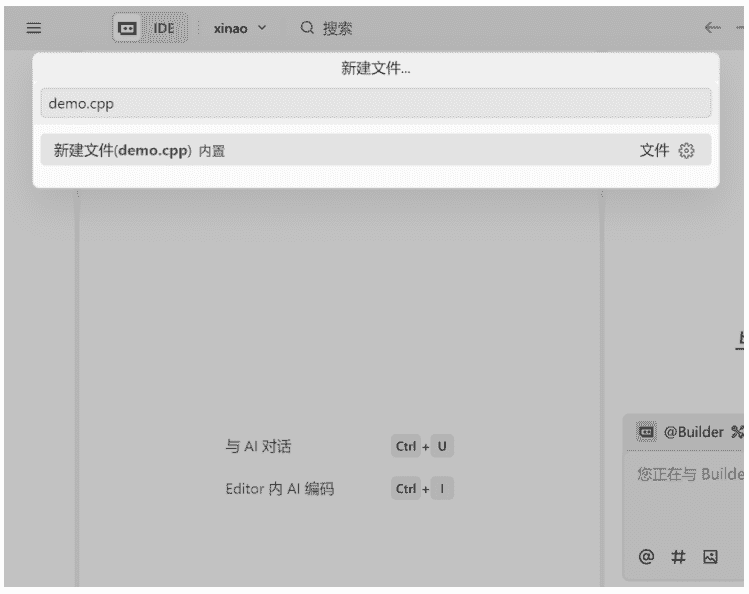 IDE xinao 搜索
新建文件...
demo.cpp
新建文件(demo.cpp) 内置 文件
与 AI 对话 Ctrl + U
Editor 内 AI 编码 Ctrl + I
@Builder
您正在与 Builde
@ #